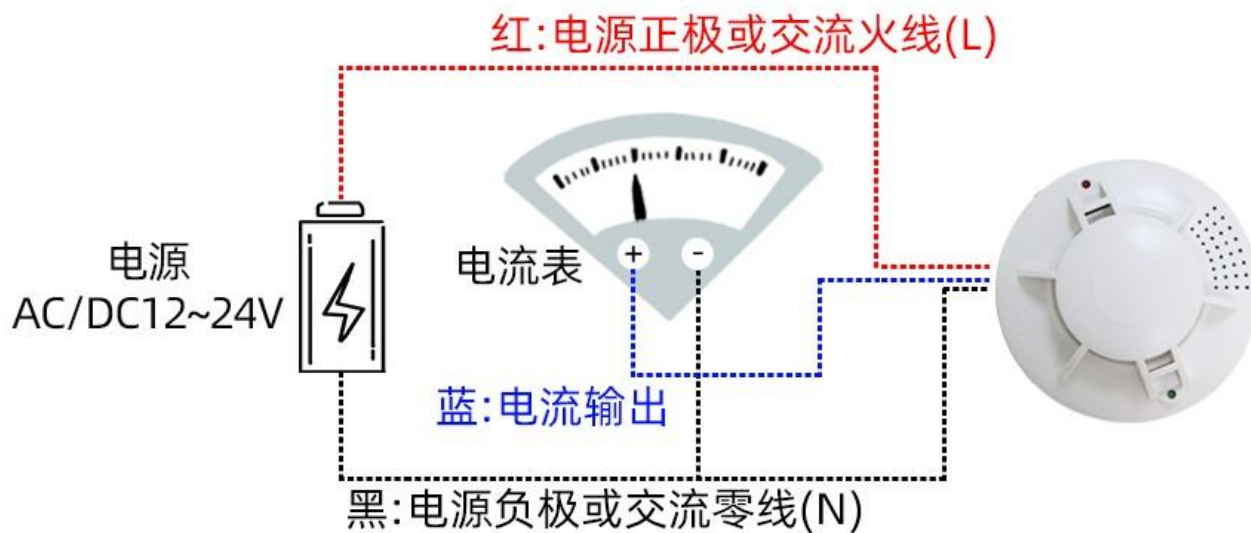 红:电源正极或交流火线(L)
电源
AC/DC12~24V
电流表
+ -
蓝:电流输出
黑:电源负极或交流零线(N)